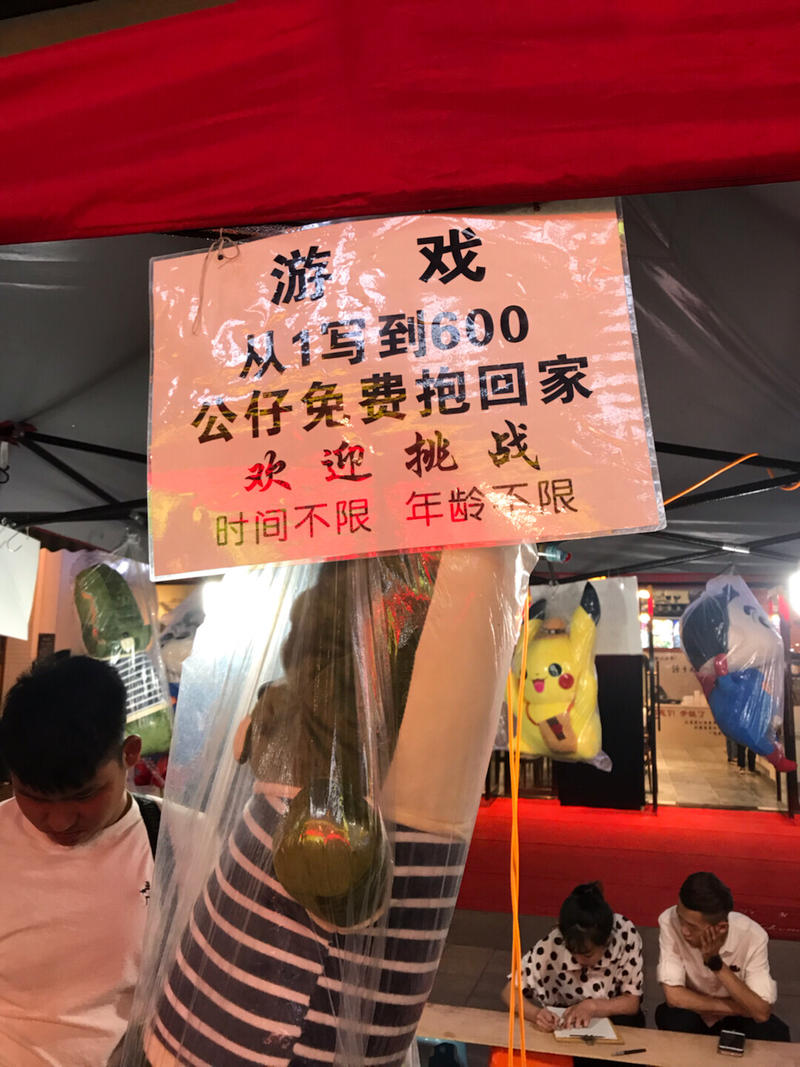 游 戏
从1写到600
公仔免费抱回家
欢 迎 挑 战
时间不限 年龄不限